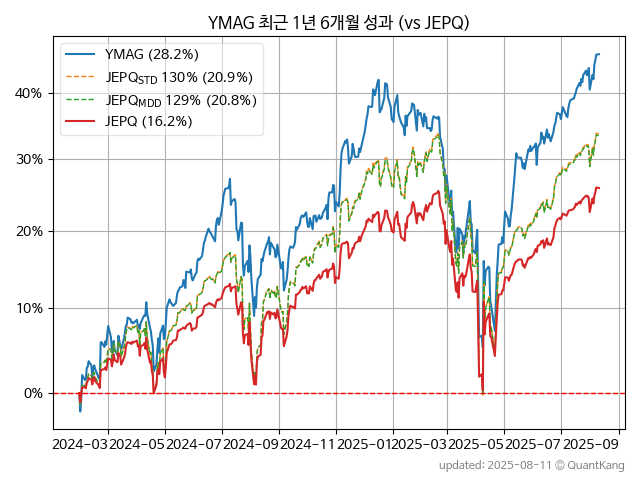 YMAG 최근 1년 6개월 성과 (vs JEPQ)
YMAG (28.2%)
JEPQSTD 130% (20.9%)
JEPQMDD 129% (20.8%)
JEPQ (16.2%)
40%
30%
20%
10%
0%
2024-03 2024-05 2024-07 2024-09 2024-11 2025-01 2025-03 2025-05 2025-07 2025-09
updated: 2025-08-11 © QuantKang